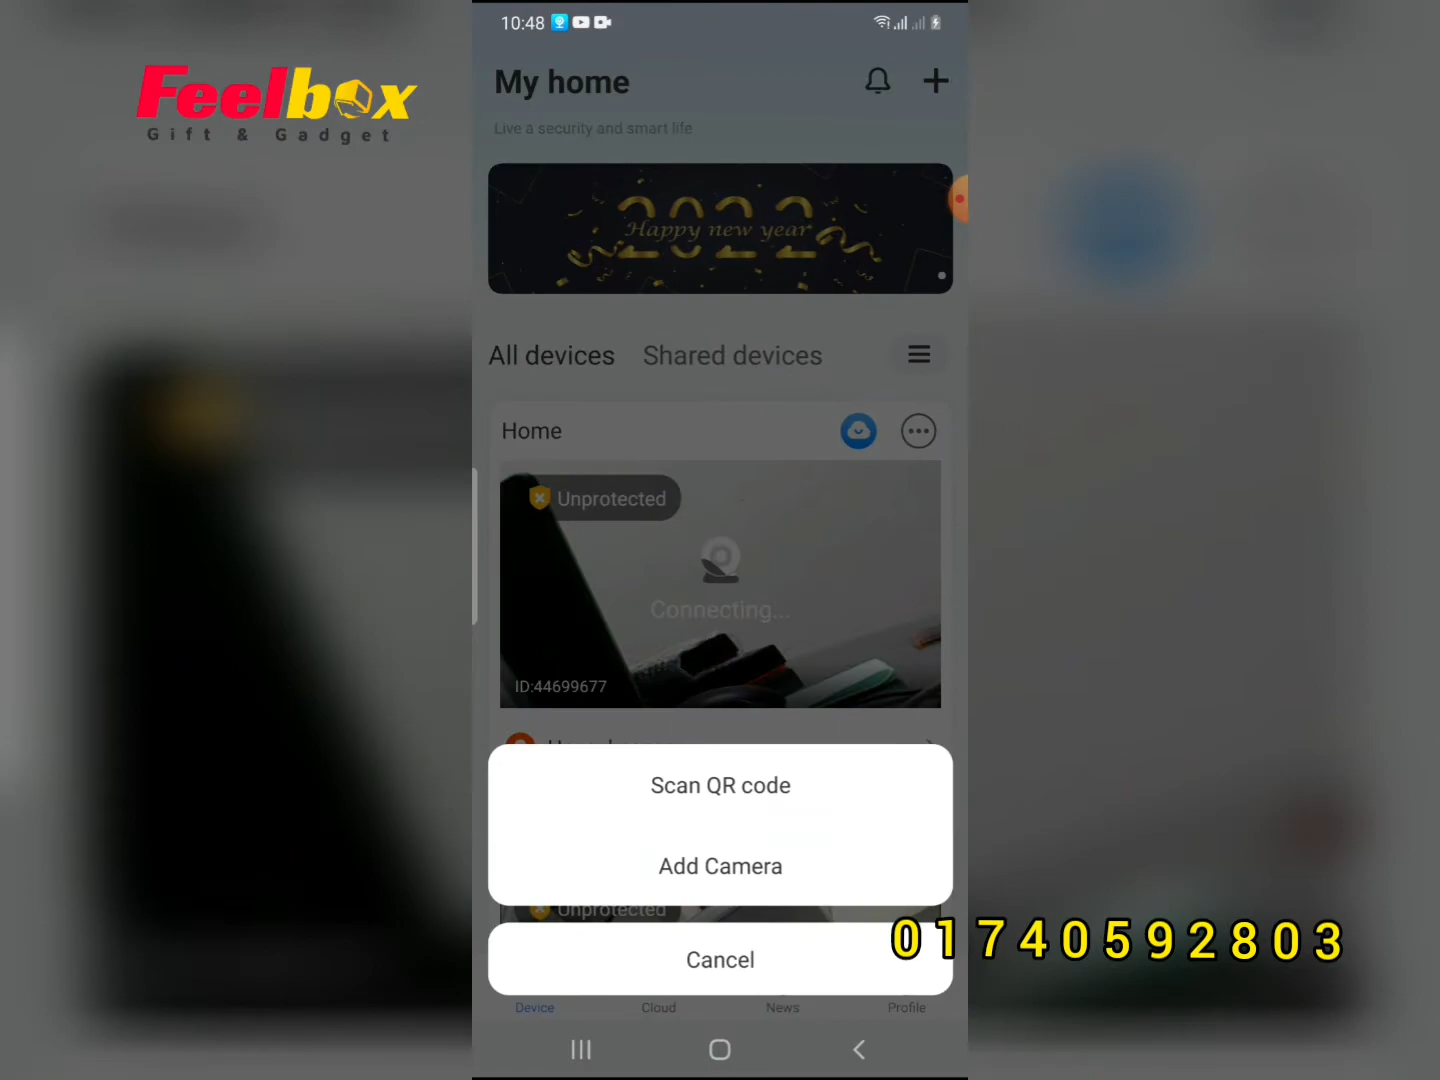 Feelbox
Gift & Gadget
10:48
My home
Live a security and smart life
2022
Happy new year
All devices
Shared devices
Home
Unprotected
Connecting...
ID:44699677
Scan QR code
Add Camera
Unprotected
01740592803
Cancel
Device
Cloud
News
Profile